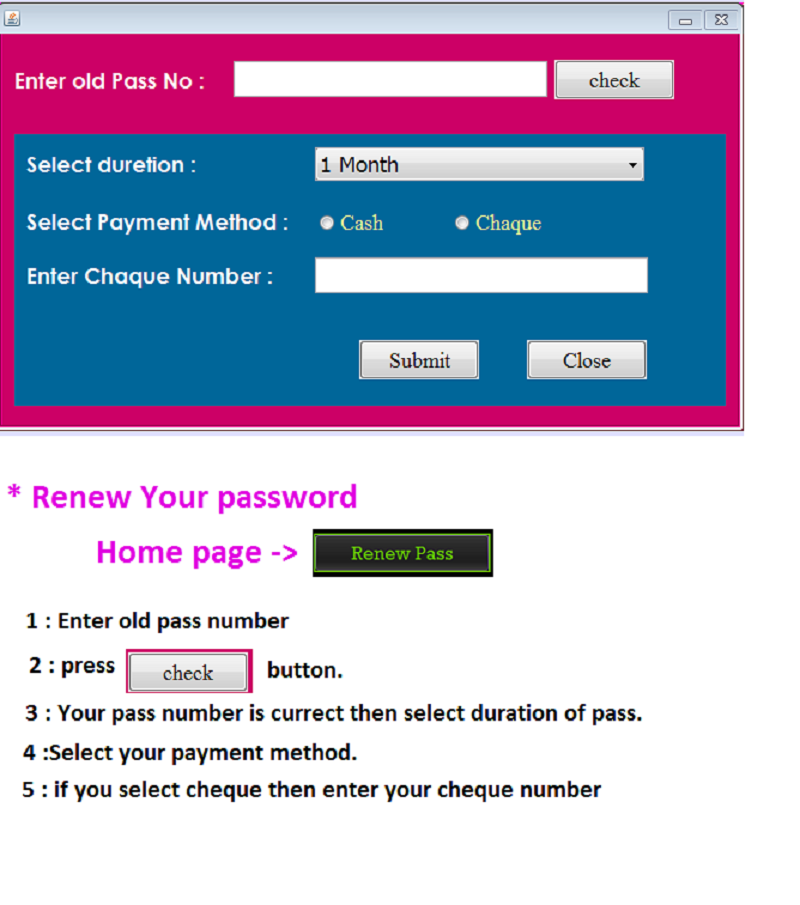 Enter old Pass No :
check
Select duretion :
1 Month
Select Payment Method :
Cash
Chaque
Enter Chaque Number :
Submit
Close
* Renew Your password
Home page -> Renew Pass
1 : Enter old pass number
2 : press check button.
3 : Your pass number is currect then select duration of pass.
4 :Select your payment method.
5 : if you select cheque then enter your cheque number